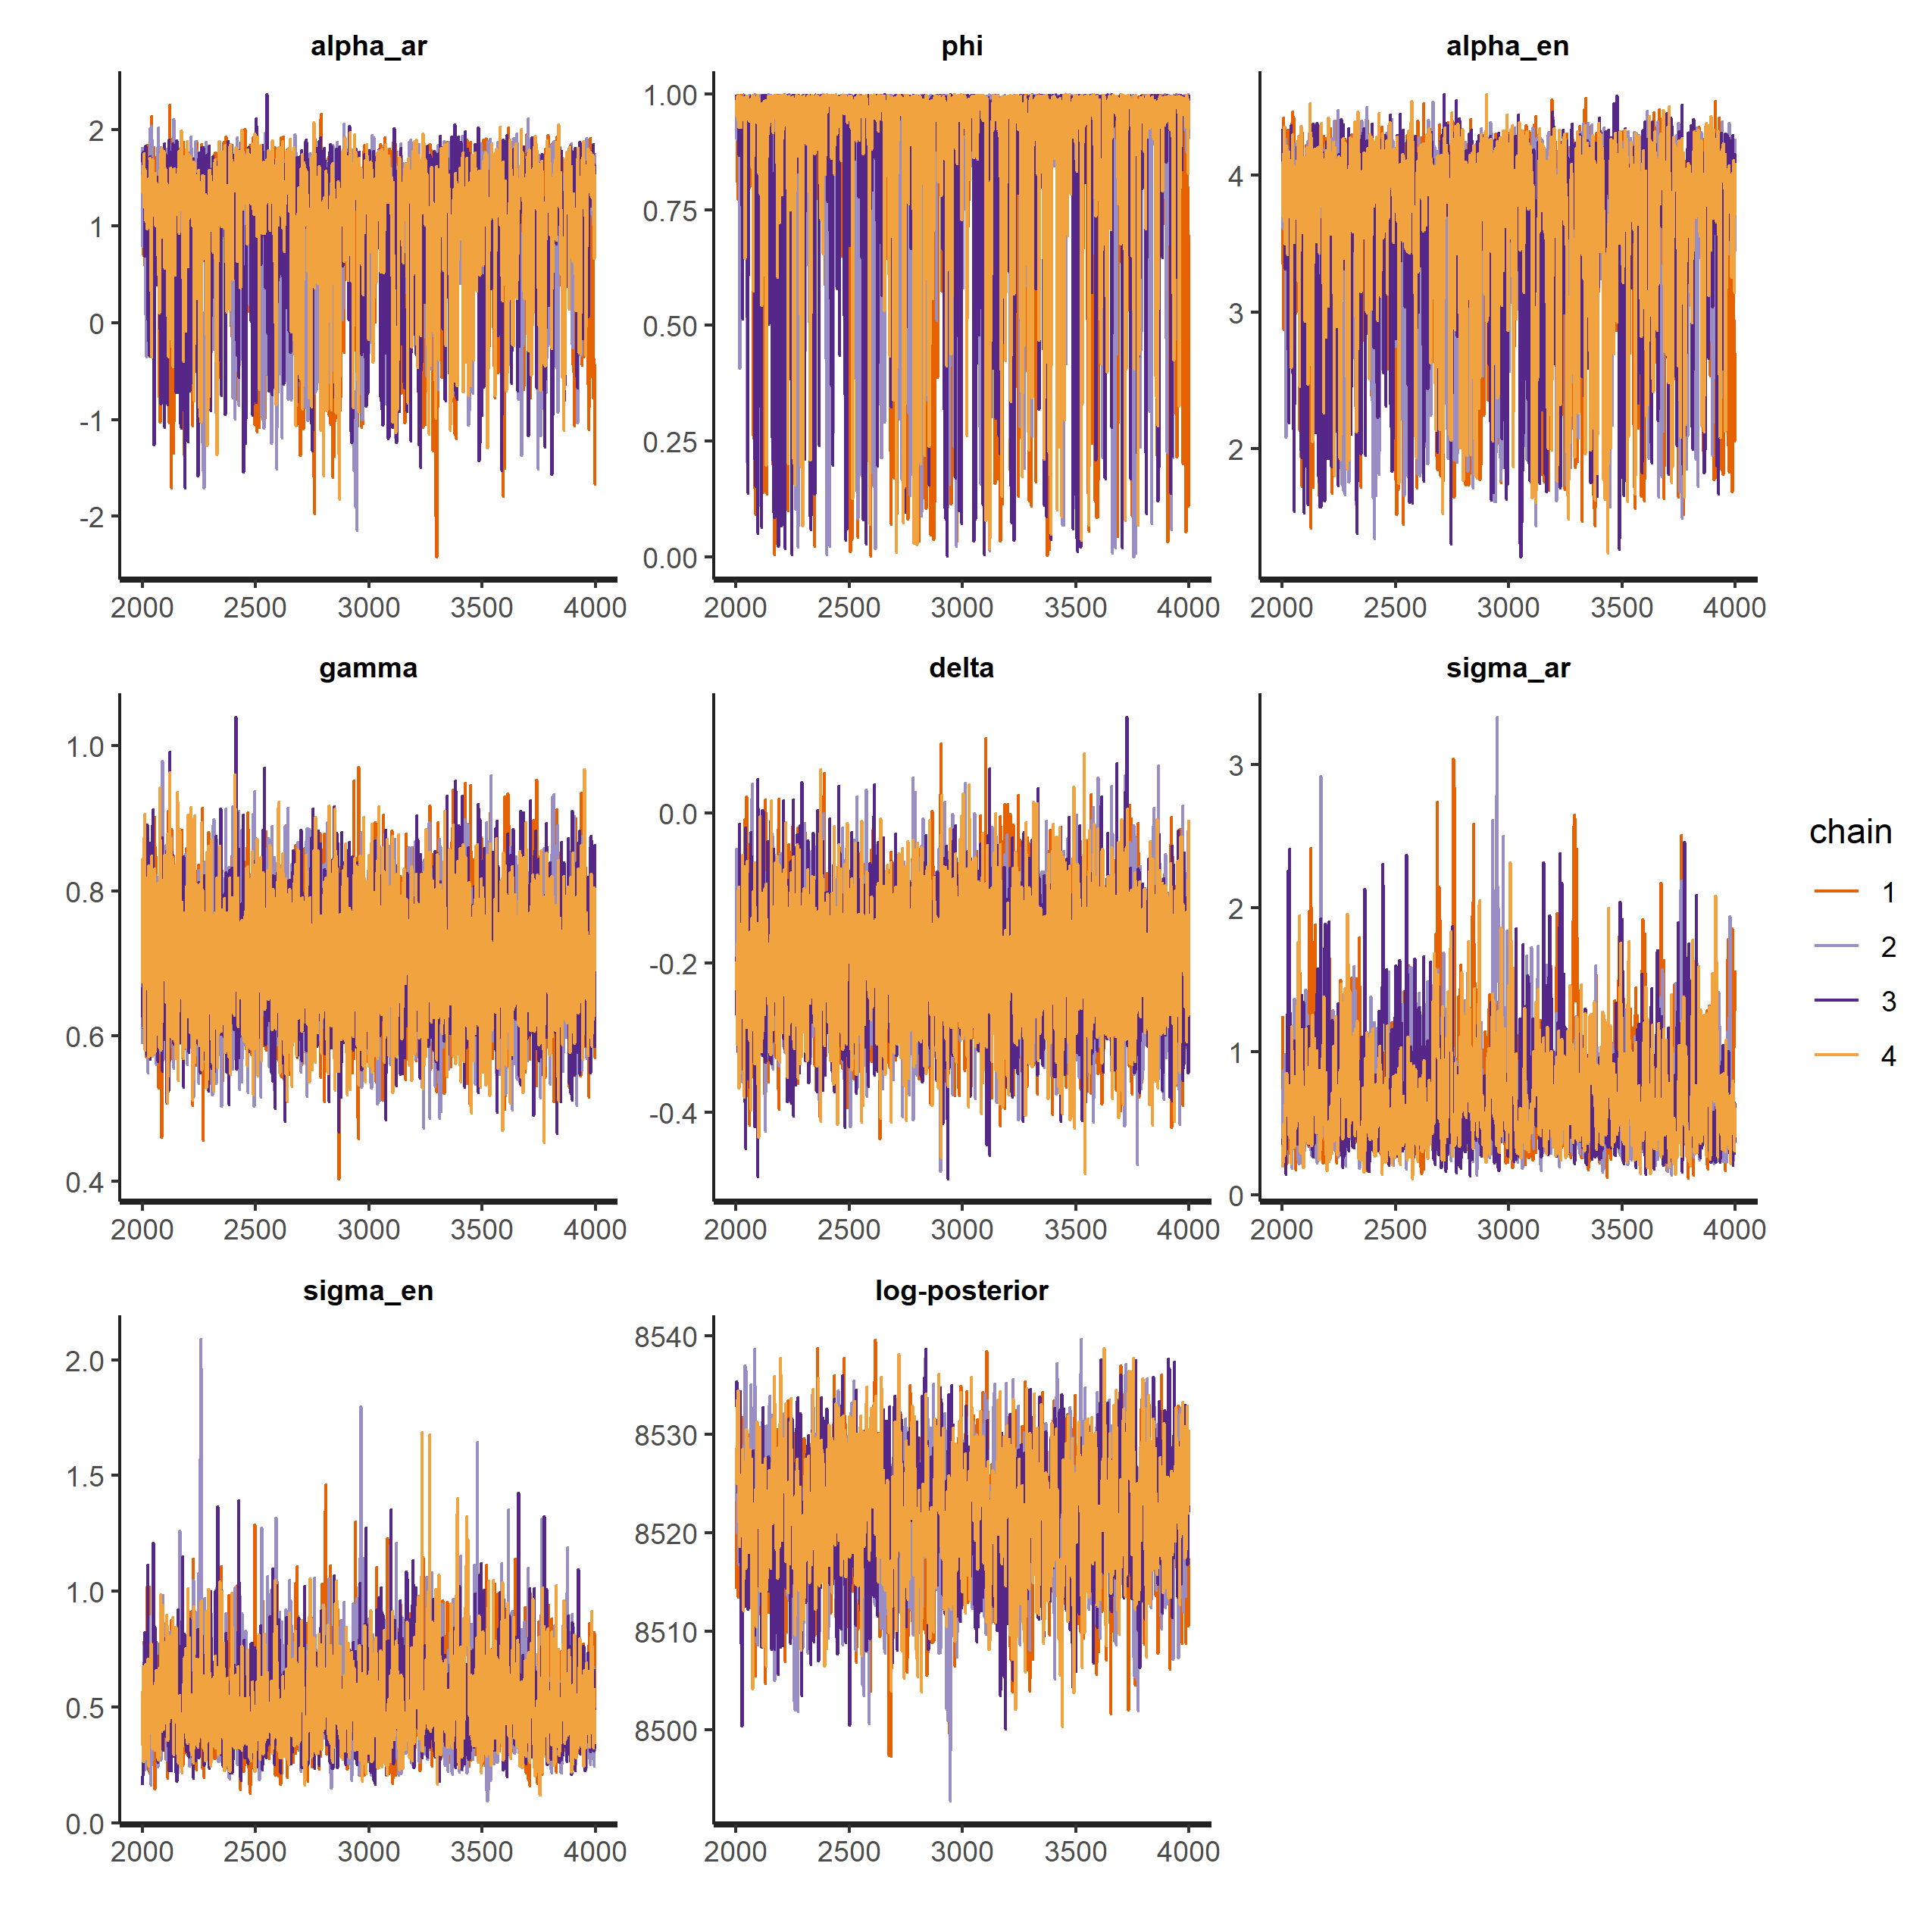 alpha_ar phi alpha_en
2 1.00
4
1 0.75
0 0.50 3
-1 0.25
2
-2
0.00
2000 2500 3000 3500 4000 2000 2500 3000 3500 4000 2000 2500 3000 3500 4000
gamma delta sigma_ar
1.0 3
0.0
chain
0.8 1
2 2
-0.2 3
0.6 1 4
-0.4
0.4 0
2000 2500 3000 3500 4000 2000 2500 3000 3500 4000 2000 2500 3000 3500 4000
sigma_en log-posterior
8540
2.0
8530
1.5
8520
1.0
8510
0.5
8500
0.0
2000 2500 3000 3500 4000 2000 2500 3000 3500 4000